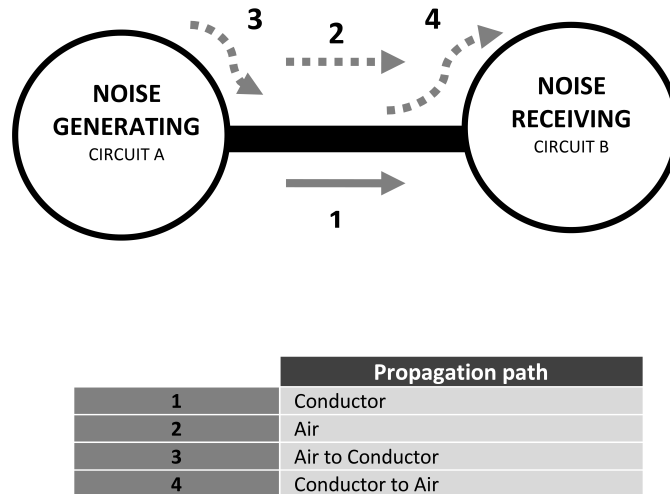 3
2
4
NOISE
GENERATING
CIRCUIT A
NOISE
RECEIVING
CIRCUIT B
1
Propagation path
1 Conductor
2 Air
3 Air to Conductor
4 Conductor to Air